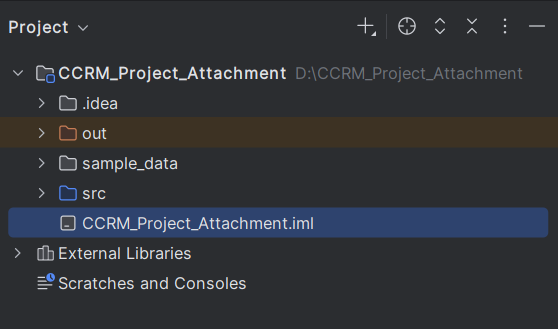 Project
CCRM_Project_Attachment D:\CCRM_Project_Attachment
.idea
out
sample_data
src
CCRM_Project_Attachment.iml
External Libraries
Scratches and Consoles